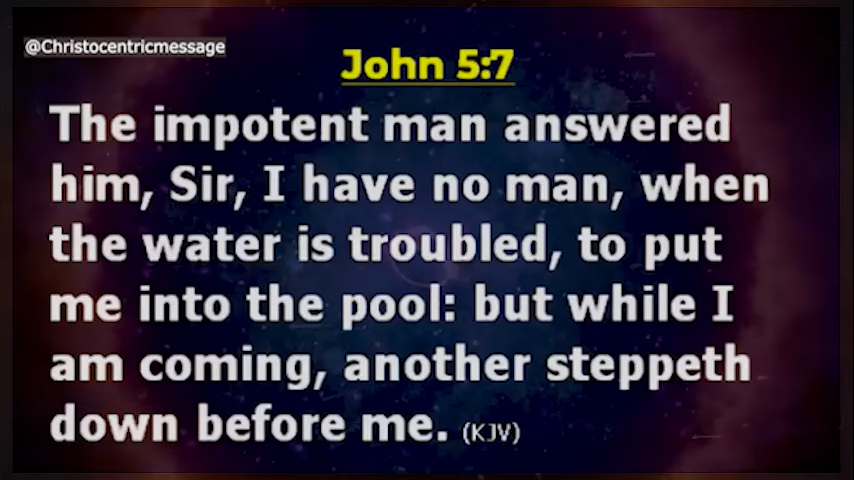 @Christocentricmessage
John 5:7
The impotent man answered
him, Sir, I have no man, when
the water is troubled, to put
me into the pool: but while I
am coming, another steppeth
down before me. (KJV)